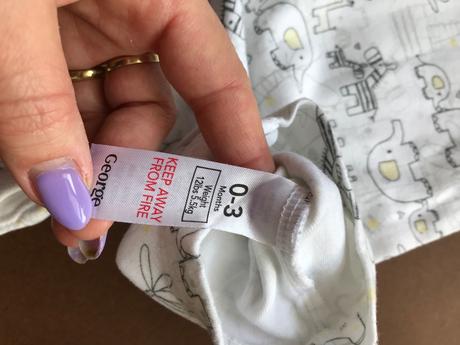 George
KEEP AWAY
FROM FIRE
0-3
Months
Weight
12lbs 5.5kg